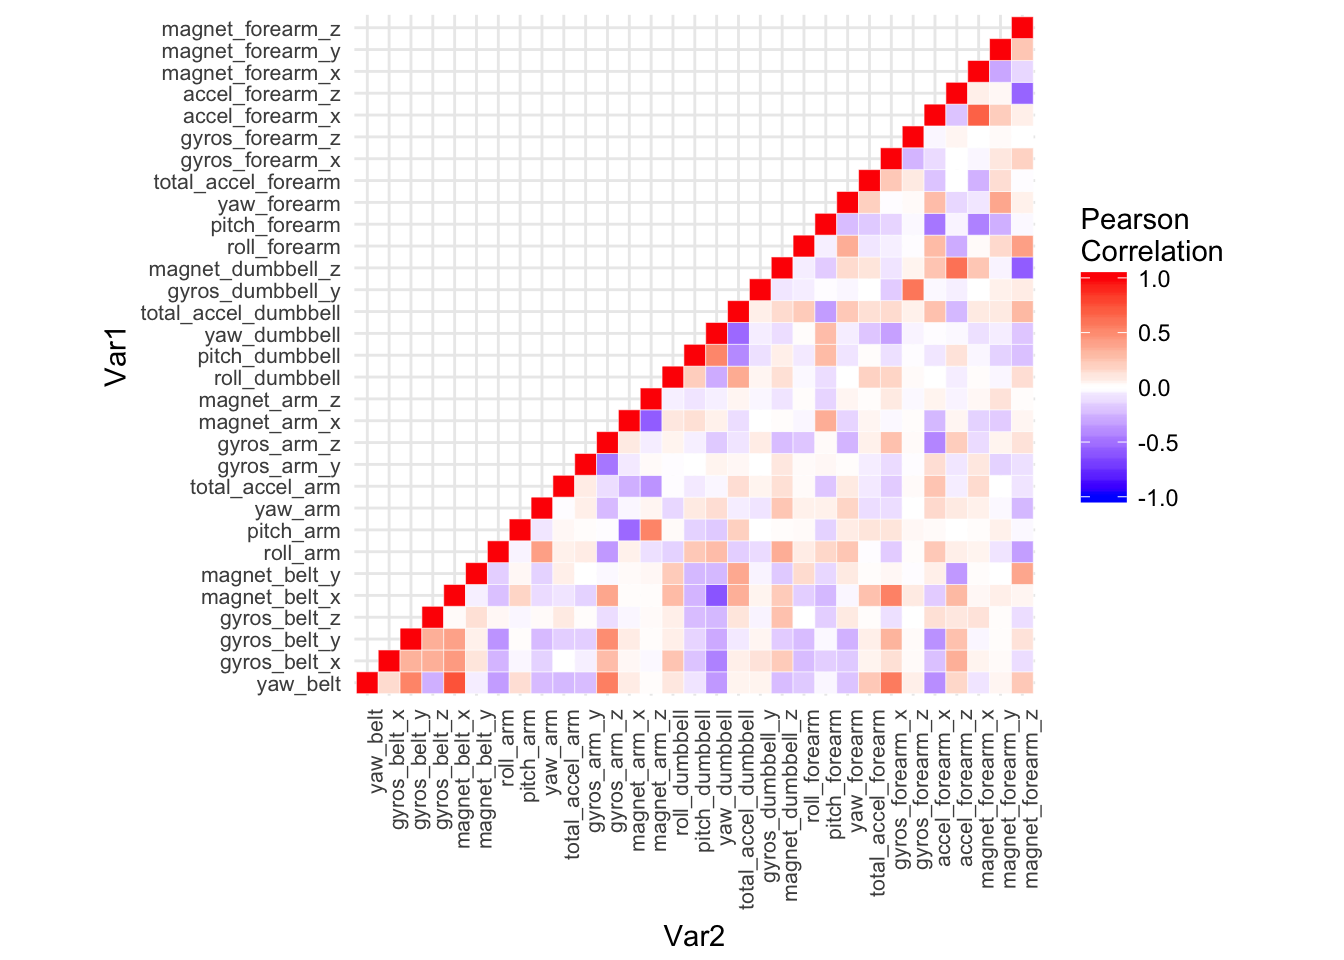 magnet_forearm_z
magnet_forearm_y
magnet_forearm_x
accel_forearm_z
accel_forearm_x
gyros_forearm_z
gyros_forearm_x
total_accel_forearm
yaw_forearm
pitch_forearm
roll_forearm
magnet_dumbbell_z
gyros_dumbbell_y
total_accel_dumbbell
yaw_dumbbell
pitch_dumbbell
roll_dumbbell
magnet_arm_z
magnet_arm_x
gyros_arm_z
gyros_arm_y
total_accel_arm
yaw_arm
pitch_arm
roll_arm
magnet_belt_y
magnet_belt_x
gyros_belt_z
gyros_belt_y
gyros_belt_x
yaw_belt
Var1
yaw_belt
gyros_belt_x
gyros_belt_y
gyros_belt_z
magnet_belt_x
magnet_belt_y
roll_arm
pitch_arm
yaw_arm
total_accel_arm
gyros_arm_y
gyros_arm_z
magnet_arm_x
magnet_arm_z
roll_dumbbell
pitch_dumbbell
yaw_dumbbell
total_accel_dumbbell
gyros_dumbbell_y
magnet_dumbbell_z
roll_forearm
pitch_forearm
yaw_forearm
total_accel_forearm
gyros_forearm_x
gyros_forearm_z
accel_forearm_x
accel_forearm_z
magnet_forearm_x
magnet_forearm_y
magnet_forearm_z
Var2
Pearson
Correlation
1.0
0.5
0.0
-0.5
-1.0